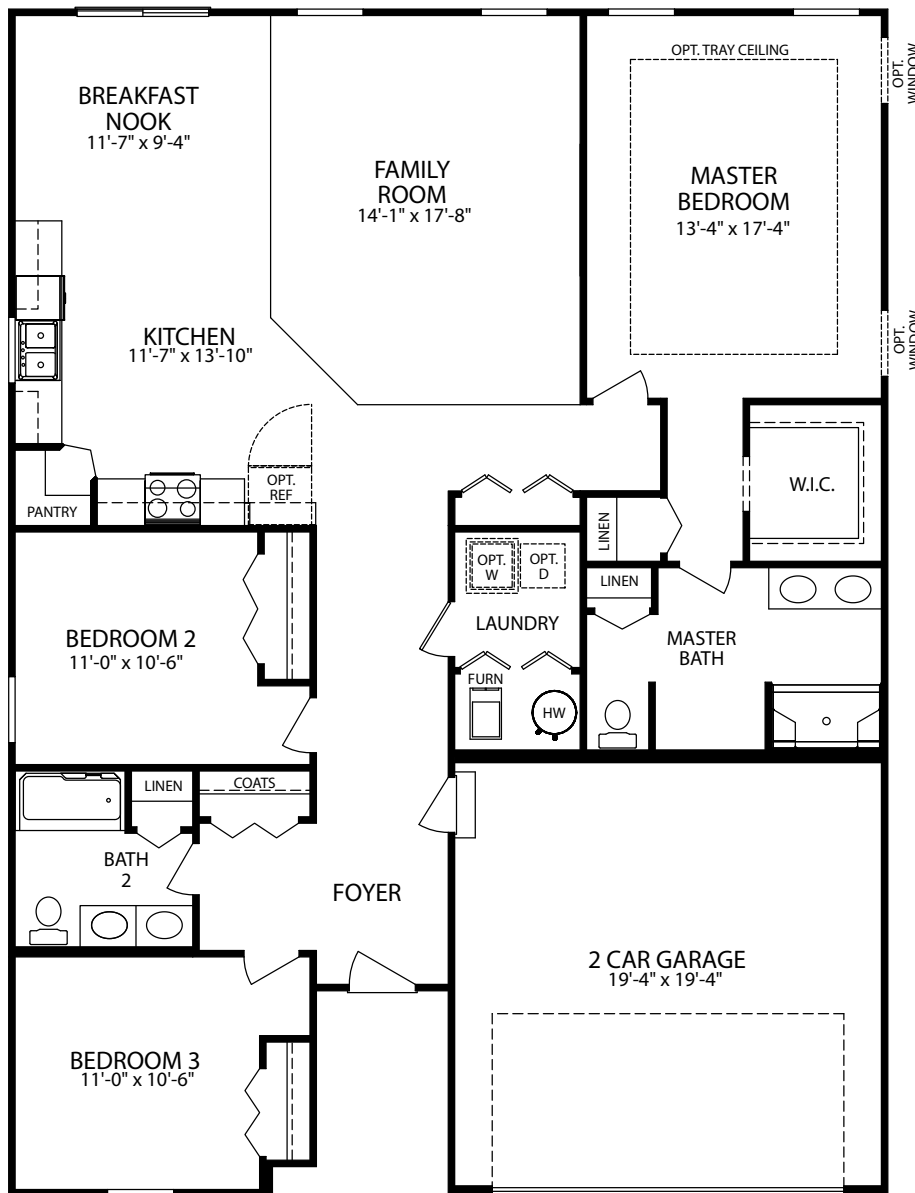 OPT. TRAY CEILING
OPT.
WINDOW
BREAKFAST
NOOK
11'-7" x 9'-4"
FAMILY
ROOM
14'-1" x 17'-8"
MASTER
BEDROOM
13'-4" x 17'-4"
KITCHEN
11'-7" x 13'-10"
OPT.
WINDOW
OPT.
REF
PANTRY
W.I.C.
LINEN
OPT.
W
OPT.
D
LINEN
LAUNDRY
BEDROOM 2
11'-0" x 10'-6"
MASTER
BATH
FURN
HW
LINEN
COATS
BATH
2
FOYER
2 CAR GARAGE
19'-4" x 19'-4"
BEDROOM 3
11'-0" x 10'-6"